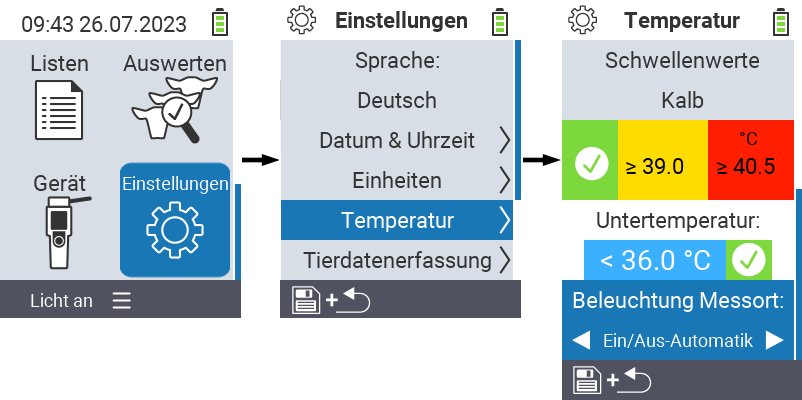 09:43 26.07.2023
Listen
Auswerten
Gerät
Einstellungen
Licht an
Einstellungen
Sprache:
Deutsch
Datum & Uhrzeit
Einheiten
Temperatur
Tierdatenerfassung
+
Temperatur
Schwellenwerte
Kalb
°C
≥ 39.0
≥ 40.5
Untertemperatur:
< 36.0 °C
Beleuchtung Messort:
Ein/Aus-Automatik
+